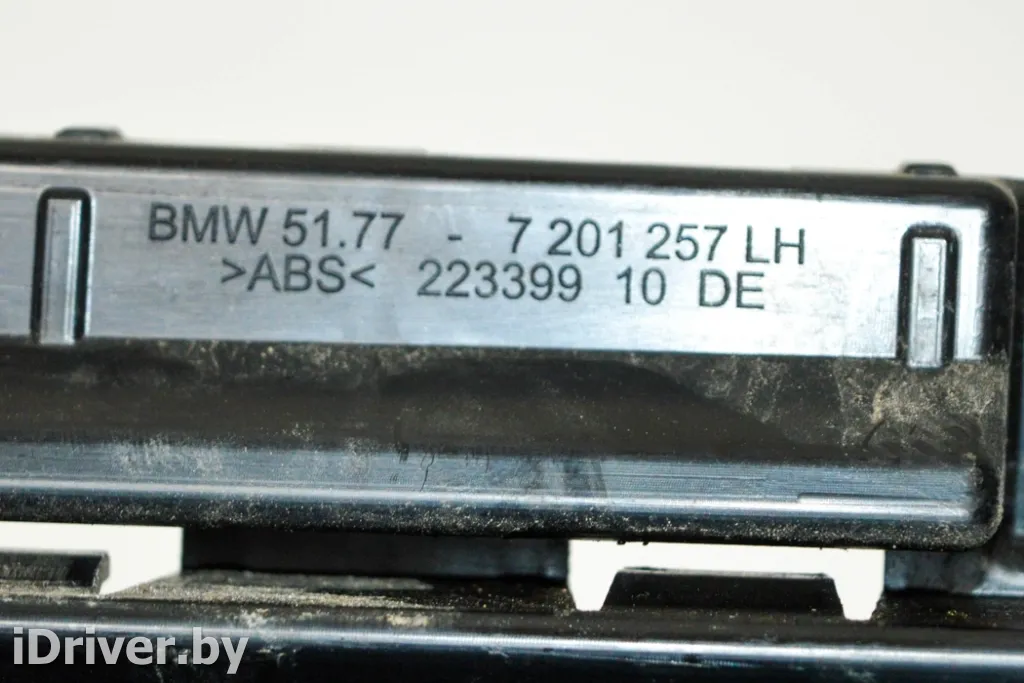 BMW 51.77 - 7 201 257 LH
>ABS< 223399 10 DE
iDriver.by